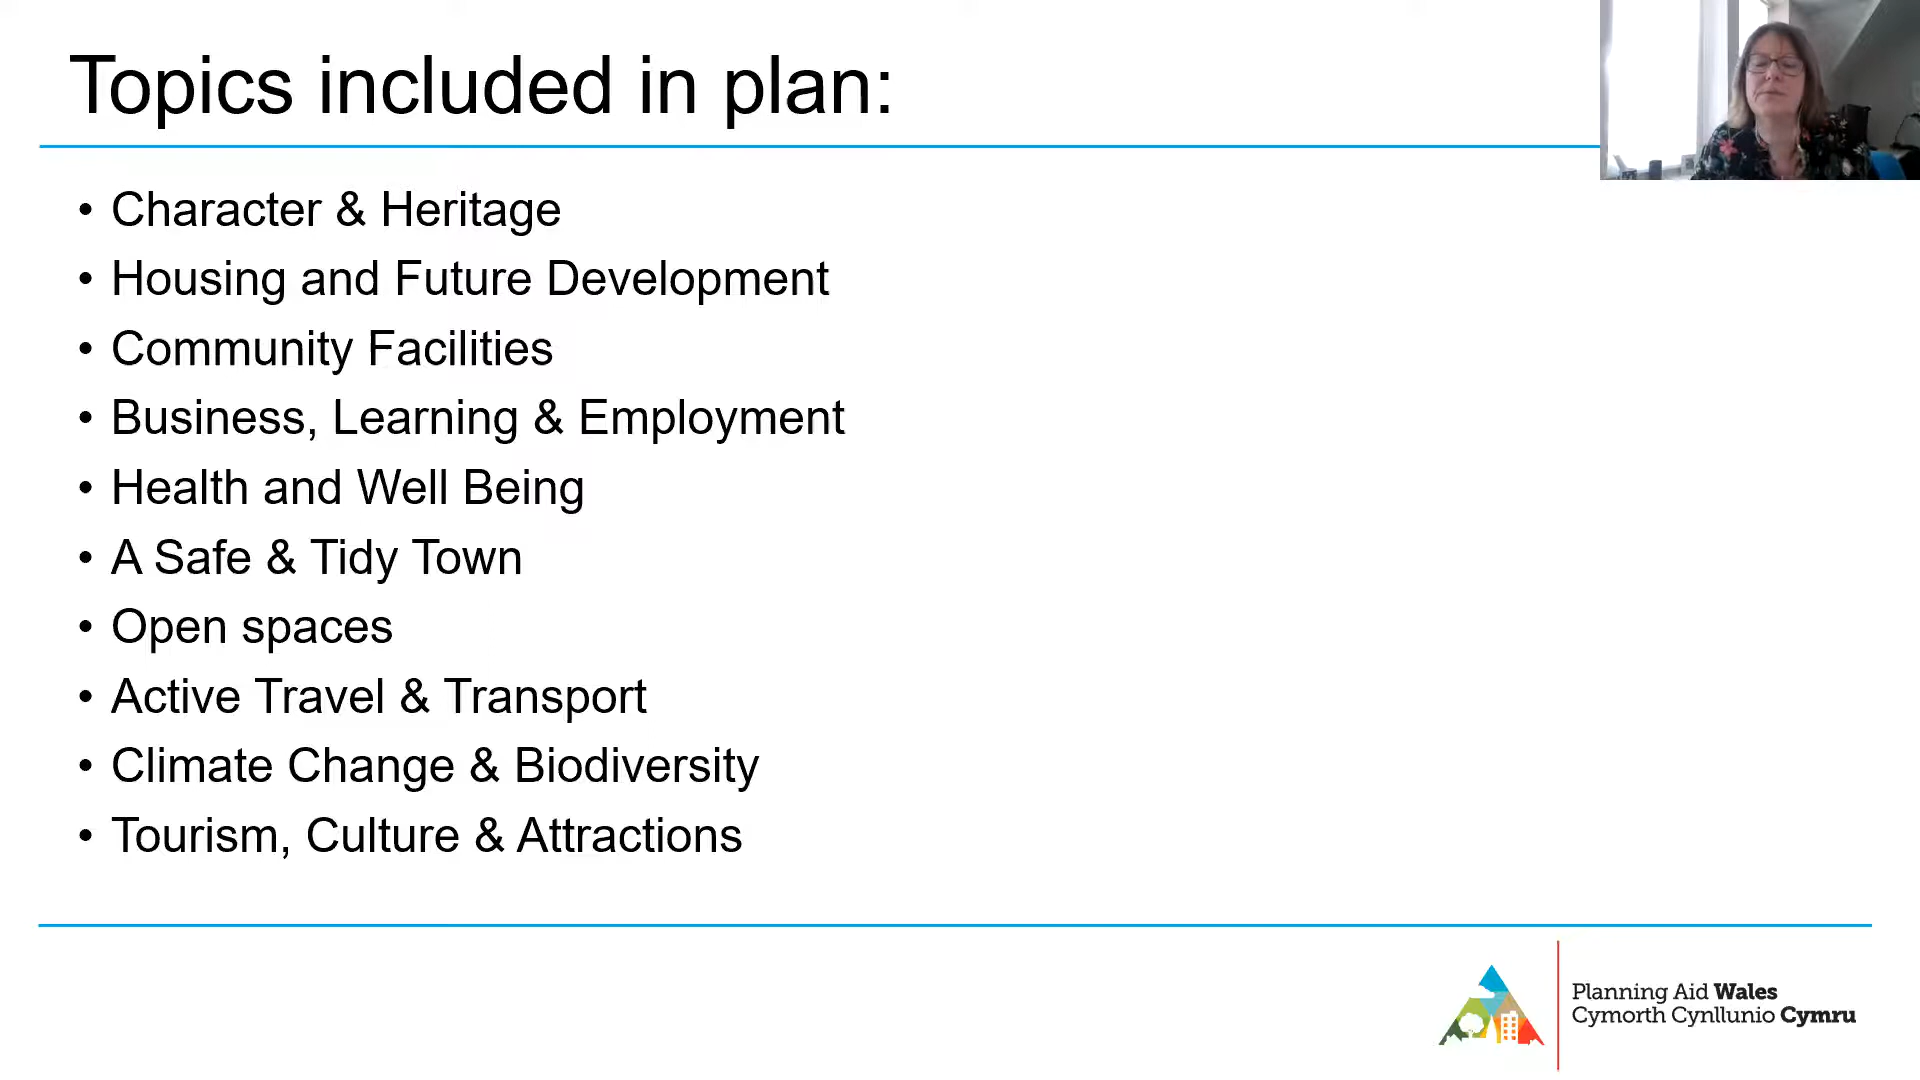 Topics included in plan:
• Character & Heritage
• Housing and Future Development
• Community Facilities
• Business, Learning & Employment
• Health and Well Being
• A Safe & Tidy Town
• Open spaces
• Active Travel & Transport
• Climate Change & Biodiversity
• Tourism, Culture & Attractions
Planning Aid Wales
Cymorth Cynllunio Cymru